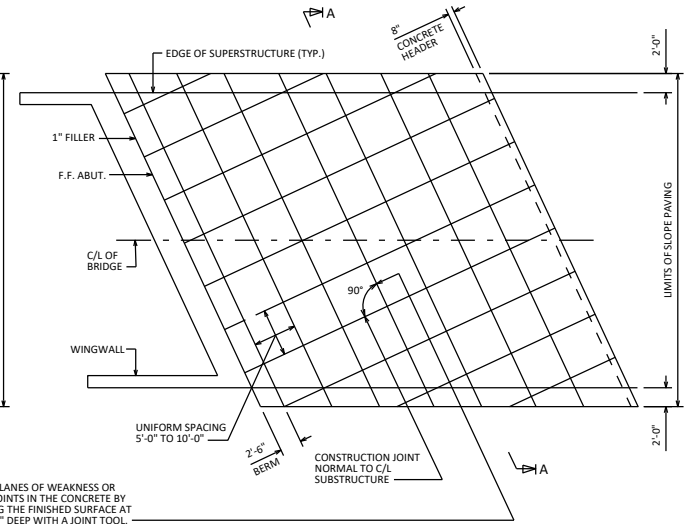 A
8"
CONCRETE
HEADER
2'-0"
EDGE OF SUPERSTRUCTURE (TYP.)
1" FILLER
F.F. ABUT.
LIMITS OF SLOPE PAVING
C/L OF
BRIDGE
90°
WINGWALL
UNIFORM SPACING
5'-0" TO 10'-0"
2'-6"
BERM
CONSTRUCTION JOINT
NORMAL TO C/L
SUBSTRUCTURE
2'-0"
A
LANES OF WEAKNESS OR
OINTS IN THE CONCRETE BY
G THE FINISHED SURFACE AT
" DEEP WITH A JOINT TOOL.